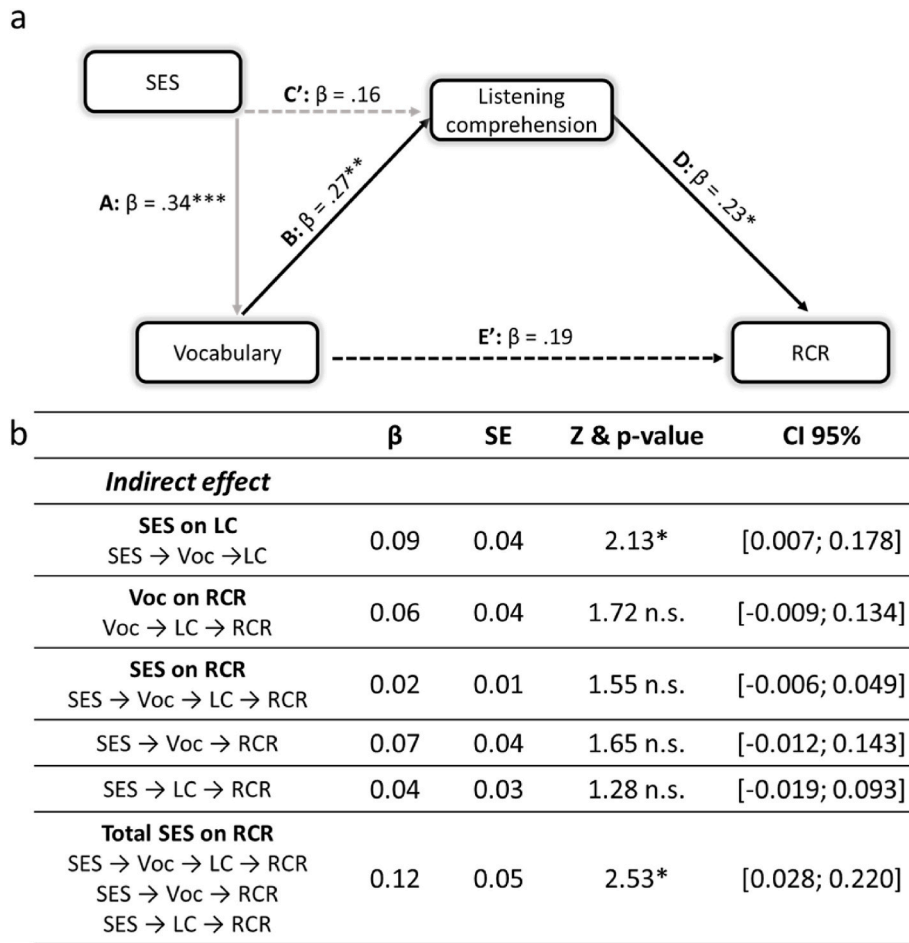 a
SES
C’: β = .16
Listening
comprehension
A: β = .34***
B: β = .27**
D: β = .23*
Vocabulary
E’: β = .19
RCR
b
β SE Z & p-value CI 95%
Indirect effect
SES on LC
SES → Voc →LC
0.09 0.04 2.13* [0.007; 0.178]
Voc on RCR
Voc → LC → RCR
0.06 0.04 1.72 n.s. [-0.009; 0.134]
SES on RCR
SES → Voc → LC → RCR
0.02 0.01 1.55 n.s. [-0.006; 0.049]
SES → Voc → RCR 0.07 0.04 1.65 n.s. [-0.012; 0.143]
SES → LC → RCR 0.04 0.03 1.28 n.s. [-0.019; 0.093]
Total SES on RCR
SES → Voc → LC → RCR
SES → Voc → RCR
SES → LC → RCR
0.12 0.05 2.53* [0.028; 0.220]